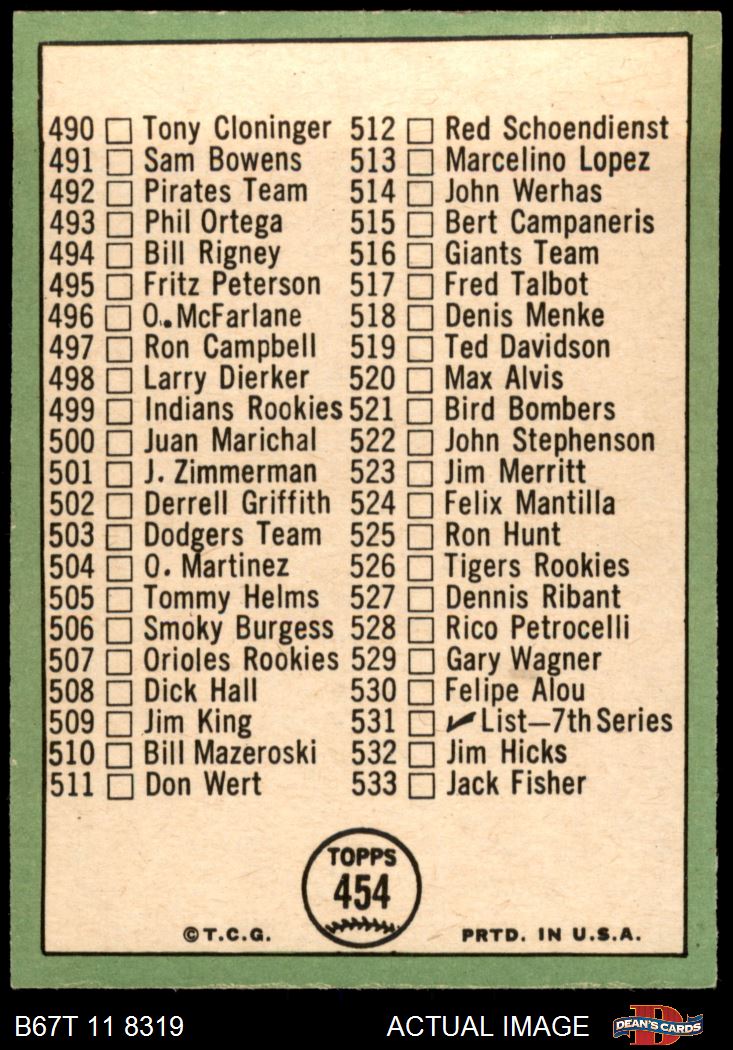 490 Tony Cloninger
491 Sam Bowens
492 Pirates Team
493 Phil Ortega
494 Bill Rigney
495 Fritz Peterson
496 O. McFarlane
497 Ron Campbell
498 Larry Dierker
499 Indians Rookies
500 Juan Marichal
501 J. Zimmerman
502 Derrell Griffith
503 Dodgers Team
504 O. Martinez
505 Tommy Helms
506 Smoky Burgess
507 Orioles Rookies
508 Dick Hall
509 Jim King
510 Bill Mazeroski
511 Don Wert
512 Red Schoendienst
513 Marcelino Lopez
514 John Werhas
515 Bert Campaneris
516 Giants Team
517 Fred Talbot
518 Denis Menke
519 Ted Davidson
520 Max Alvis
521 Bird Bombers
522 John Stephenson
523 Jim Merritt
524 Felix Mantilla
525 Ron Hunt
526 Tigers Rookies
527 Dennis Ribant
528 Rico Petrocelli
529 Gary Wagner
530 Felipe Alou
531 ✓ List—7th Series
532 Jim Hicks
533 Jack Fisher
TOPPS
454
©T.C.G.
PRTD. IN U.S.A.
B67T 11 8319
ACTUAL IMAGE
DEAN'S CARDS